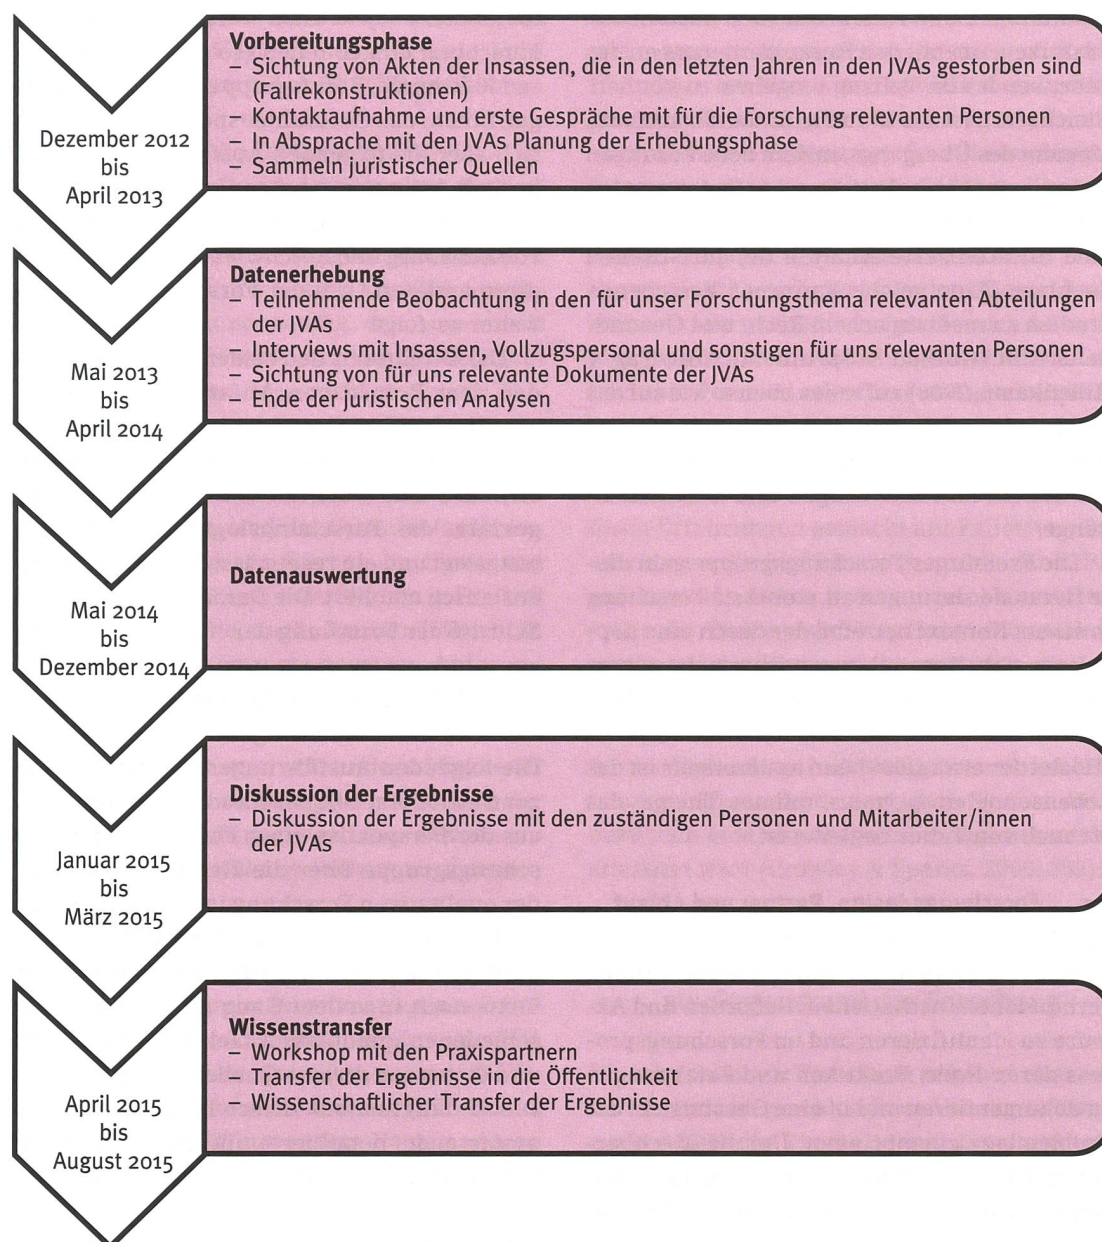 Dezember 2012
bis
April 2013
Vorbereitungsphase
– Sichtung von Akten der Insassen, die in den letzten Jahren in den JVAs gestorben sind
(Fallrekonstruktionen)
– Kontaktaufnahme und erste Gespräche mit für die Forschung relevanten Personen
– In Absprache mit den JVAs Planung der Erhebungsphase
– Sammeln juristischer Quellen
Mai 2013
bis
April 2014
Datenerhebung
– Teilnehmende Beobachtung in den für unser Forschungsthema relevanten Abteilungen
der JVAs
– Interviews mit Insassen, Vollzugspersonal und sonstigen für uns relevanten Personen
– Sichtung von für uns relevante Dokumente der JVAs
– Ende der juristischen Analysen
Mai 2014
bis
Dezember 2014
Datenauswertung
Januar 2015
bis
März 2015
Diskussion der Ergebnisse
– Diskussion der Ergebnisse mit den zuständigen Personen und Mitarbeiter/innen
der JVAs
April 2015
bis
August 2015
Wissenstransfer
– Workshop mit den Praxispartnern
– Transfer der Ergebnisse in die Öffentlichkeit
– Wissenschaftlicher Transfer der Ergebnisse